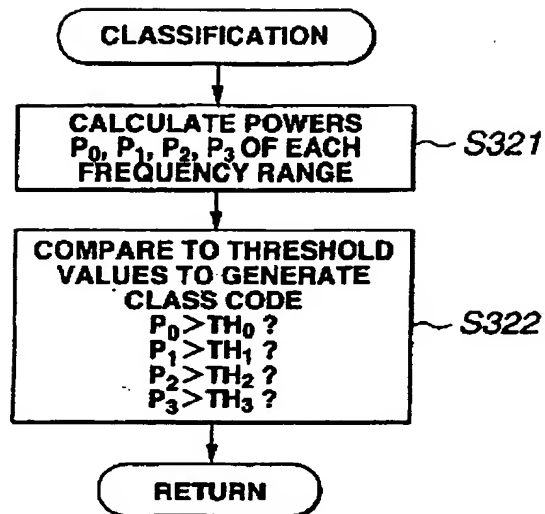 CLASSIFICATION
CALCULATE POWERS
P₀, P₁, P₂, P₃ OF EACH
FREQUENCY RANGE
S321
COMPARE TO THRESHOLD
VALUES TO GENERATE
CLASS CODE
P₀>TH₀ ?
P₁>TH₁ ?
P₂>TH₂ ?
P₃>TH₃ ?
S322
RETURN